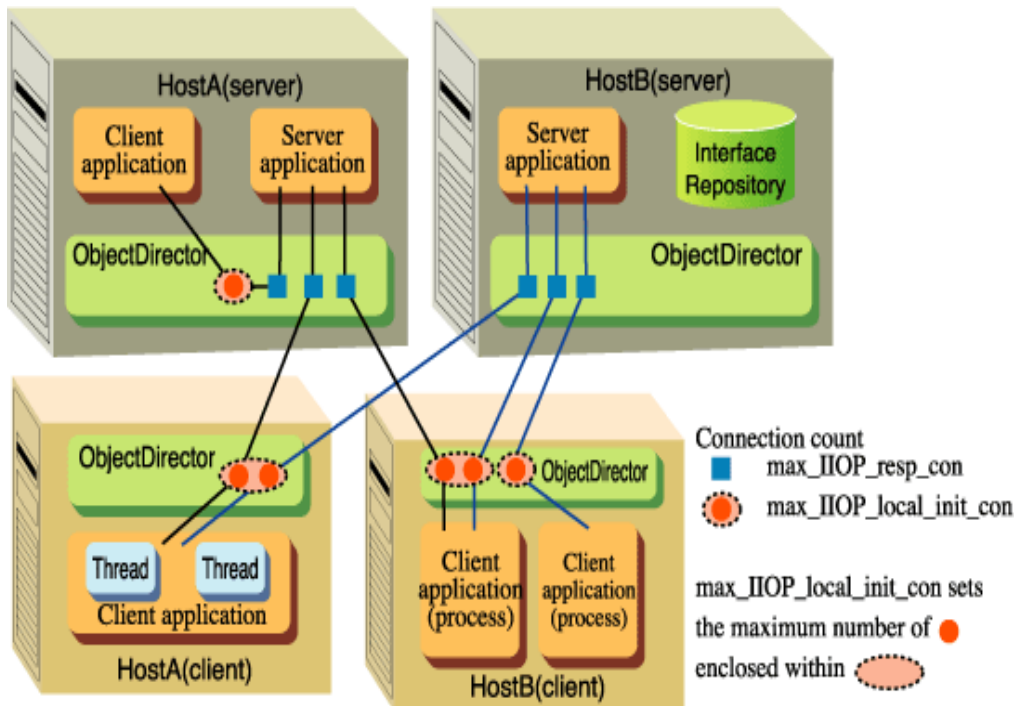 HostA(server)
Client
application
Server
application
ObjectDirector
HostB(server)
Server
application
Interface
Repository
ObjectDirector
ObjectDirector
Thread
Thread
Client application
HostA(client)
ObjectDirector
Client
application
(process)
Client
application
(process)
HostB(client)
Connection count
max_IIOP_resp_con
max_IIOP_local_init_con
max_IIOP_local_init_con sets
the maximum number of
enclosed within